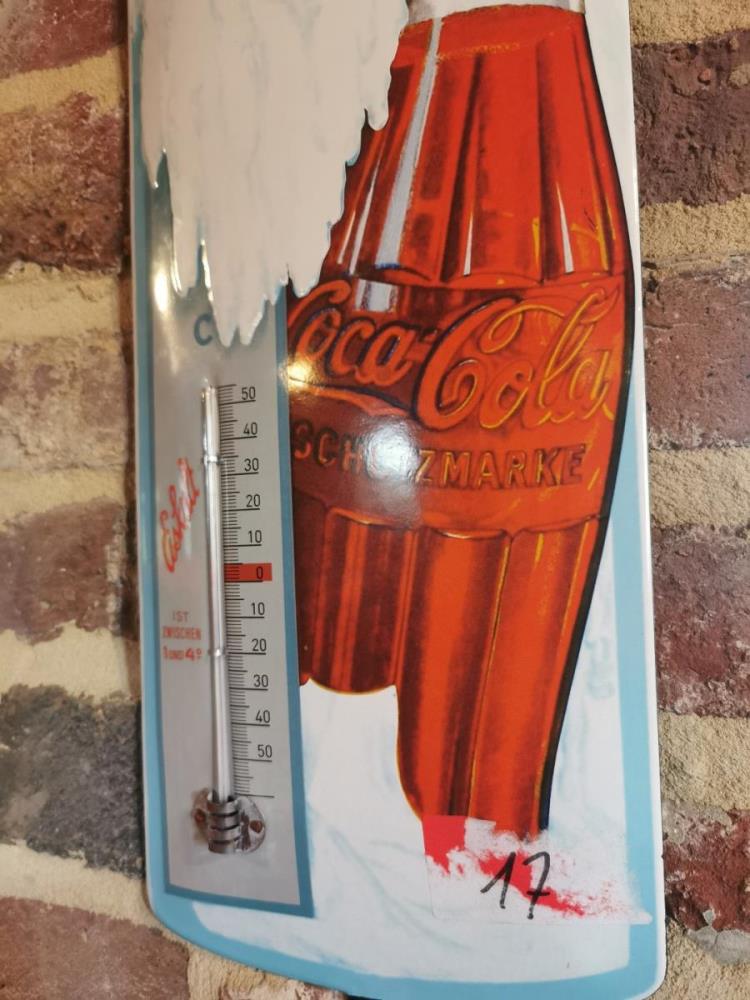 C
Coca-Cola
SCHUTZMARKE
50
40
30
20
10
0
10
20
30
40
50
Eiskalt
IST
ZWISCHEN
UND 4°
17